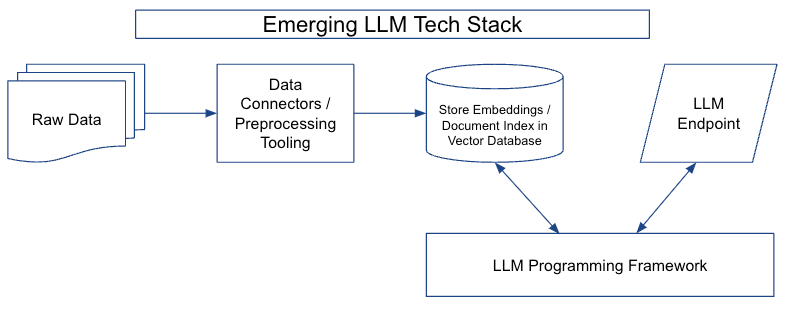 Emerging LLM Tech Stack
Raw Data
Data
Connectors /
Preprocessing
Tooling
Store Embeddings /
Document Index in
Vector Database
LLM
Endpoint
LLM Programming Framework